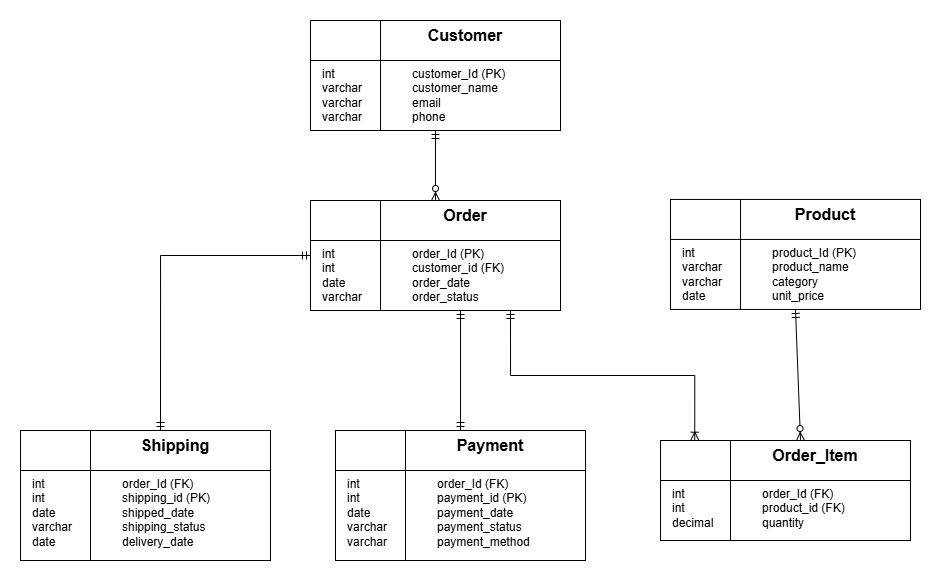 Customer
int customer_Id (PK)
varchar customer_name
varchar email
varchar phone
Order
int order_Id (PK)
int customer_id (FK)
date order_date
varchar order_status
Product
int product_Id (PK)
varchar product_name
varchar category
date unit_price
Shipping
int order_Id (FK)
int shipping_id (PK)
date shipped_date
varchar shipping_status
date delivery_date
Payment
int order_Id (FK)
int payment_id (PK)
date payment_date
varchar payment_status
varchar payment_method
Order_Item
int order_Id (FK)
int product_id (FK)
decimal quantity